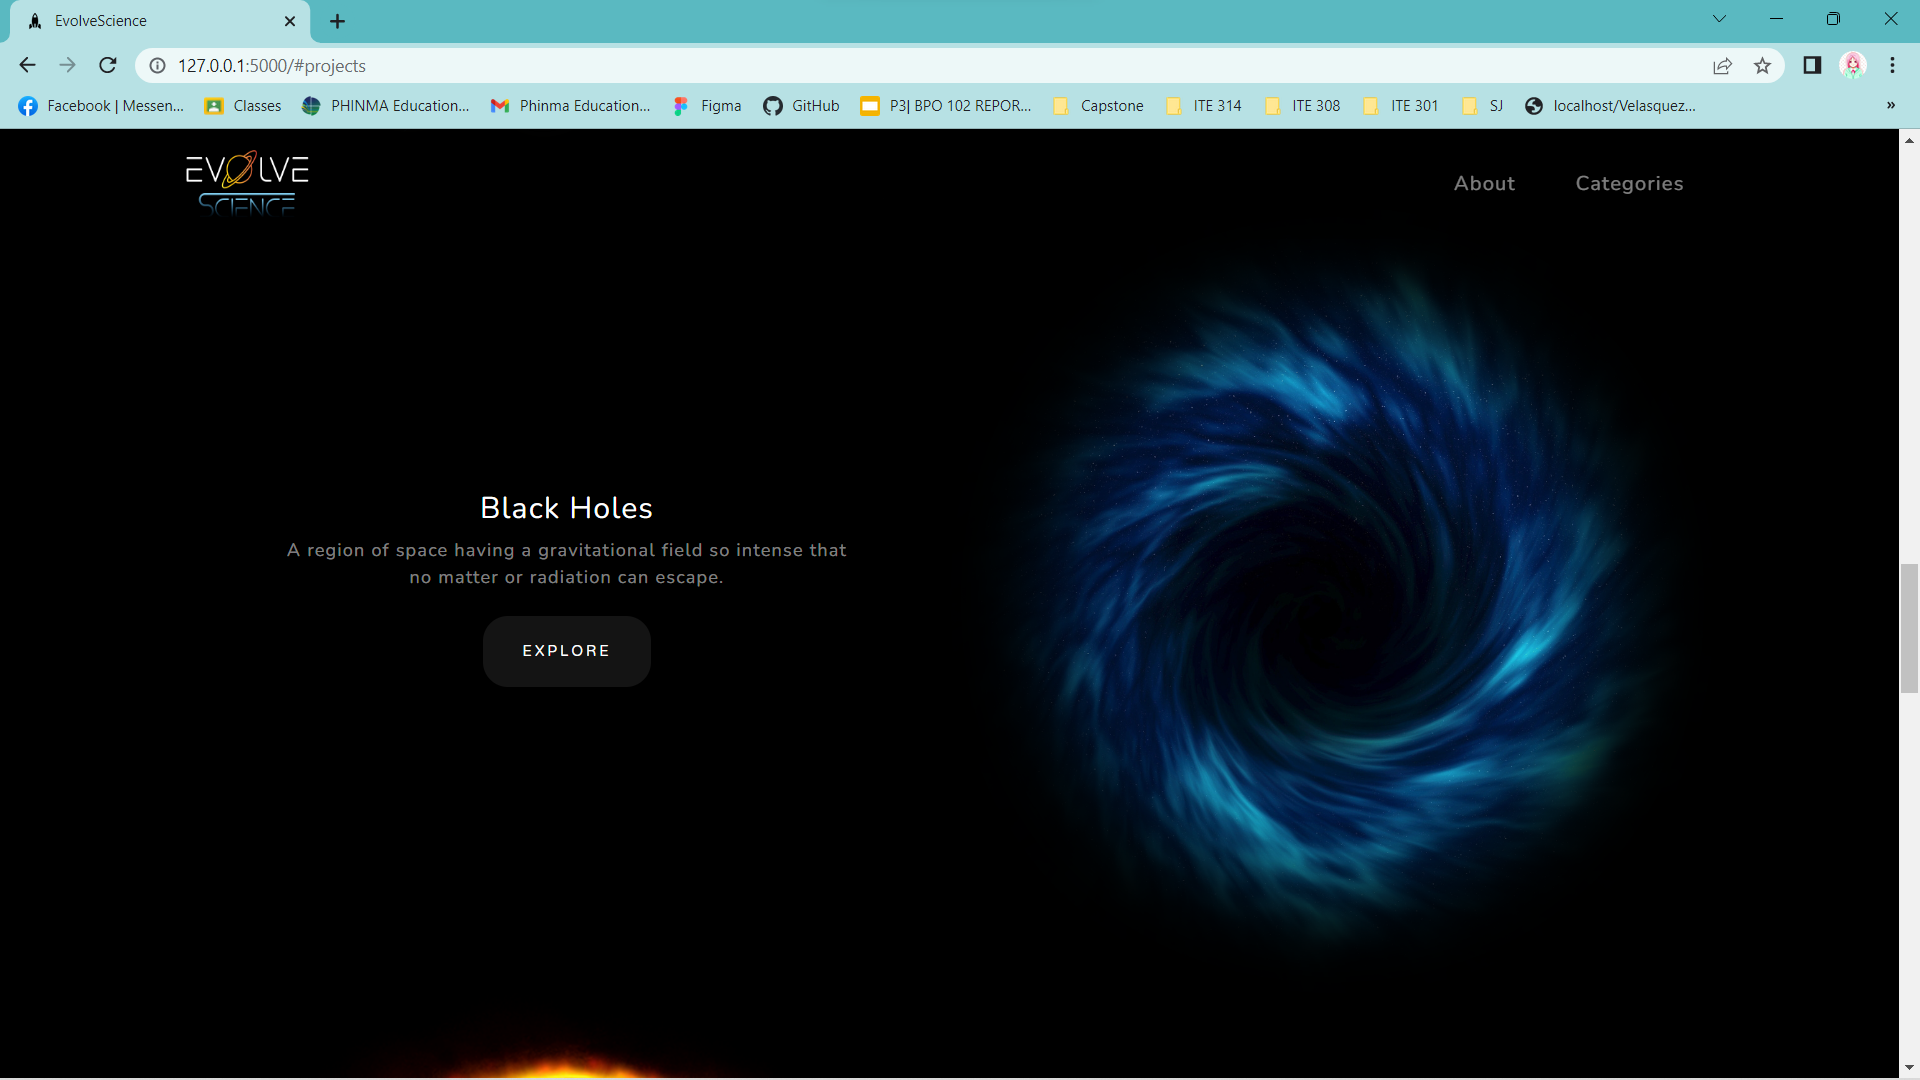 EvolveScience
127.0.0.1:5000/#projects
Facebook | Messen... Classes PHINMA Education... Phinma Education... Figma GitHub P3| BPO 102 REPOR... Capstone ITE 314 ITE 308 ITE 301 SJ localhost/Velasquez... »
EVOLVE
SCIENCE
About Categories
Black Holes
A region of space having a gravitational field so intense that
no matter or radiation can escape.
EXPLORE